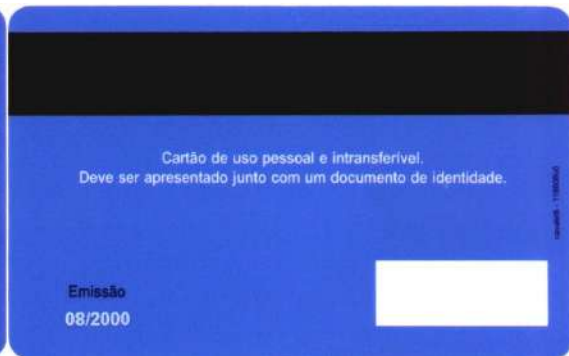 Cartão de uso pessoal e intransferível.
Deve ser apresentado junto com um documento de identidade.
Emissão
08/2000